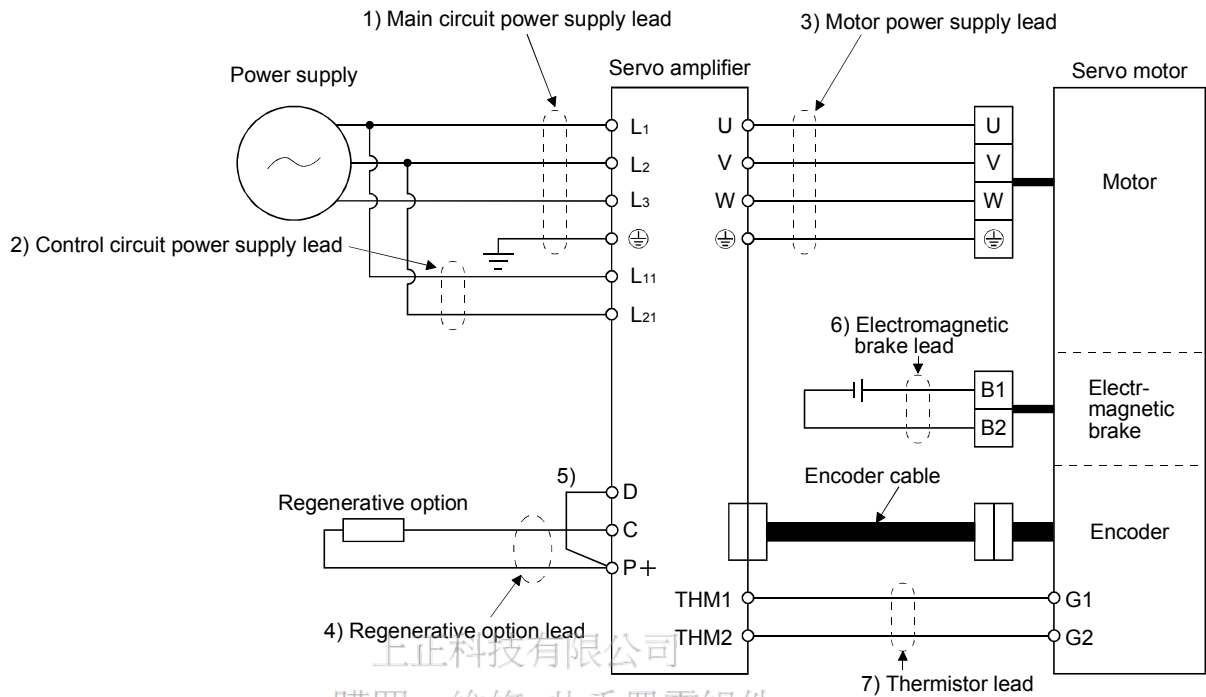 1) Main circuit power supply lead
3) Motor power supply lead
Power supply
Servo amplifier
Servo motor
L1
U
U
L2
V
V
Motor
L3
W
W
2) Control circuit power supply lead
L11
L21
6) Electromagnetic
brake lead
B1
B2
Electr-
magnetic
brake
5)
D
Regenerative option
C
P+
Encoder cable
Encoder
THM1
G1
THM2
G2
4) Regenerative option lead
上正科技有限公司
7) Thermistor lead